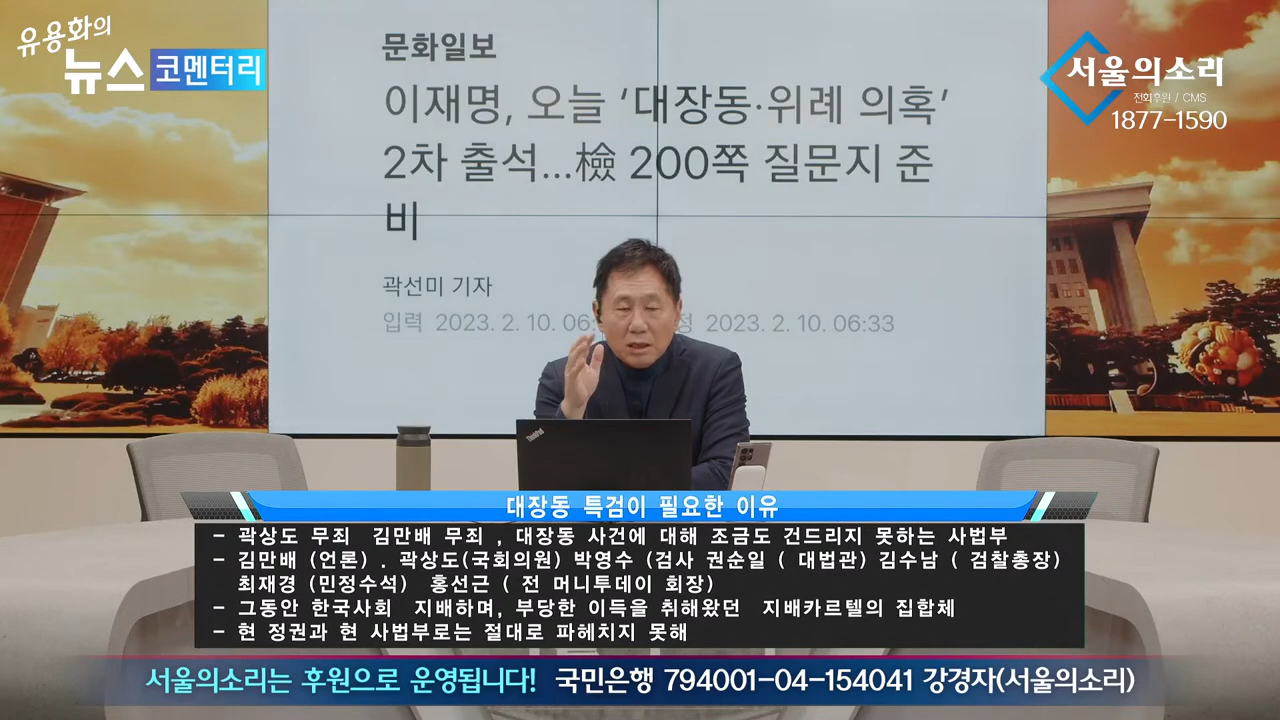 유용화의
뉴스 코멘터리
문화일보
이재명, 오늘 ‘대장동·위례 의혹’
2차 출석...檢 200쪽 질문지 준
비
곽선미 기자
입력 2023. 2. 10. 06: 정 2023. 2. 10. 06:33
서울의소리
전화후원 / CMS
1877-1590
ThinkPad
대장동 특검이 필요한 이유
- 곽상도 무죄 김만배 무죄 , 대장동 사건에 대해 조금도 건드리지 못하는 사법부
- 김만배 (언론) . 곽상도(국회의원) 박영수 (검사 권순일 ( 대법관) 김수남 ( 검찰총장)
최재경 (민정수석) 홍선근 ( 전 머니투데이 회장)
- 그동안 한국사회 지배하며, 부당한 이득을 취해왔던 지배카르텔의 집합체
- 현 정권과 현 사법부로는 절대로 파헤치지 못해
서울의소리는 후원으로 운영됩니다! 국민은행 794001-04-154041 강경자(서울의소리)